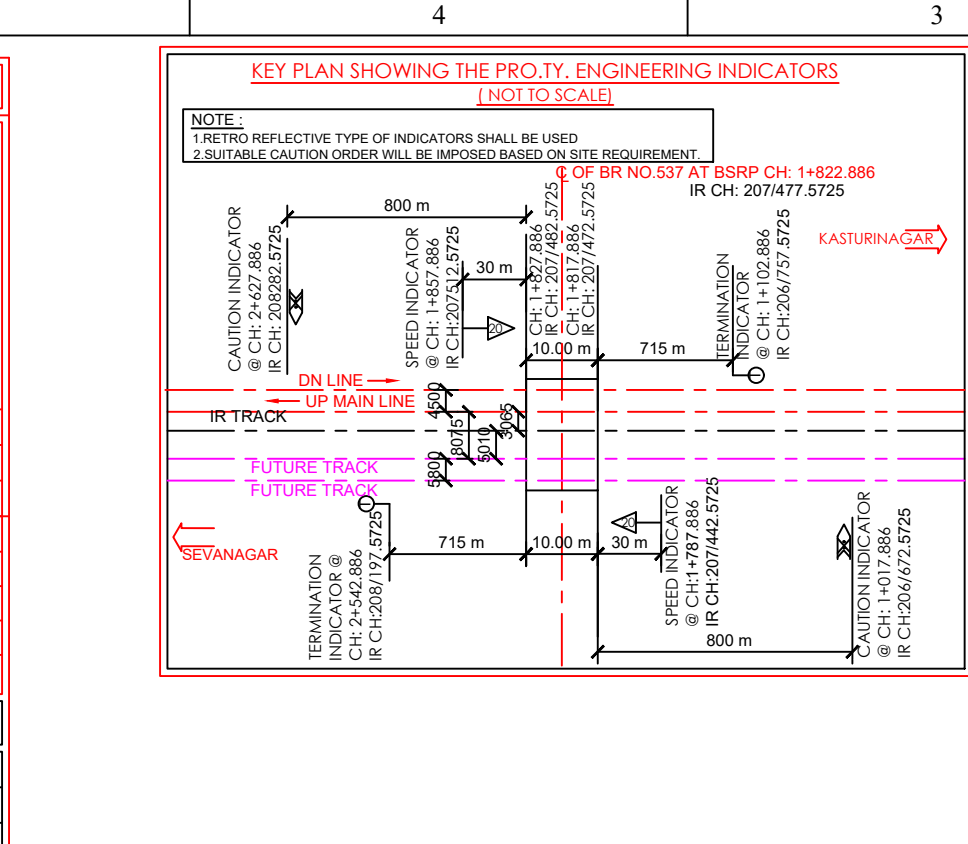 4
3
KEY PLAN SHOWING THE PRO.TY. ENGINEERING INDICATORS
( NOT TO SCALE)
NOTE :
1.RETRO REFLECTIVE TYPE OF INDICATORS SHALL BE USED
2.SUITABLE CAUTION ORDER WILL BE IMPOSED BASED ON SITE REQUIREMENT.
℄ OF BR NO.537 AT BSRP CH: 1+822.886
IR CH: 207/477.5725
800 m
CAUTION INDICATOR
@ CH: 2+627.886
IR CH: 208282.5725
SPEED INDICATOR
@ CH: 1+857.886
IR CH:207512.5725
30 m
20
CH: 1+827.886
IR CH: 207/482.5725
CH: 1+817.886
IR CH: 207/472.5725
10.00 m
715 m
TERMINATION
INDICATOR
@ CH: 1+102.886
IR CH:206/757.5725
KASTURINAGAR
DN LINE
UP MAIN LINE
IR TRACK
4500
8075
5010
3065
5800
FUTURE TRACK
FUTURE TRACK
SEVANAGAR
TERMINATION
INDICATOR @
CH: 2+542.886
IR CH:208/197.5725
715 m
10.00 m
30 m
20
SPEED INDICATOR
@ CH:1+787.886
IR CH:207/442.5725
800 m
CAUTION INDICATOR
@ CH: 1+017.886
IR CH:206/672.5725